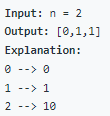 Input: n = 2
Output: [0,1,1]
Explanation:
0 --> 0
1 --> 1
2 --> 10